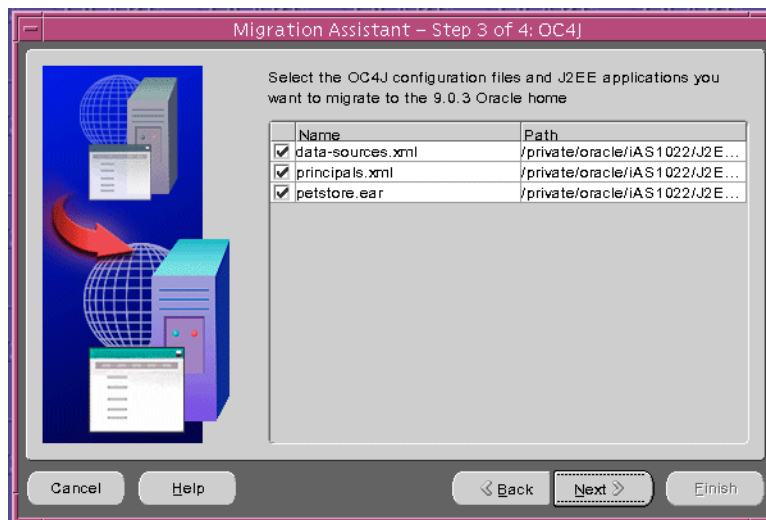 Migration Assistant – Step 3 of 4: OC4J
Select the OC4J configuration files and J2EE applications you
want to migrate to the 9.0.3 Oracle home
Name Path
data-sources.xml /private/oracle/iAS1022/J2E...
principals.xml /private/oracle/iAS1022/J2E...
petstore.ear /private/oracle/iAS1022/J2E...
Cancel Help Back Next Finish